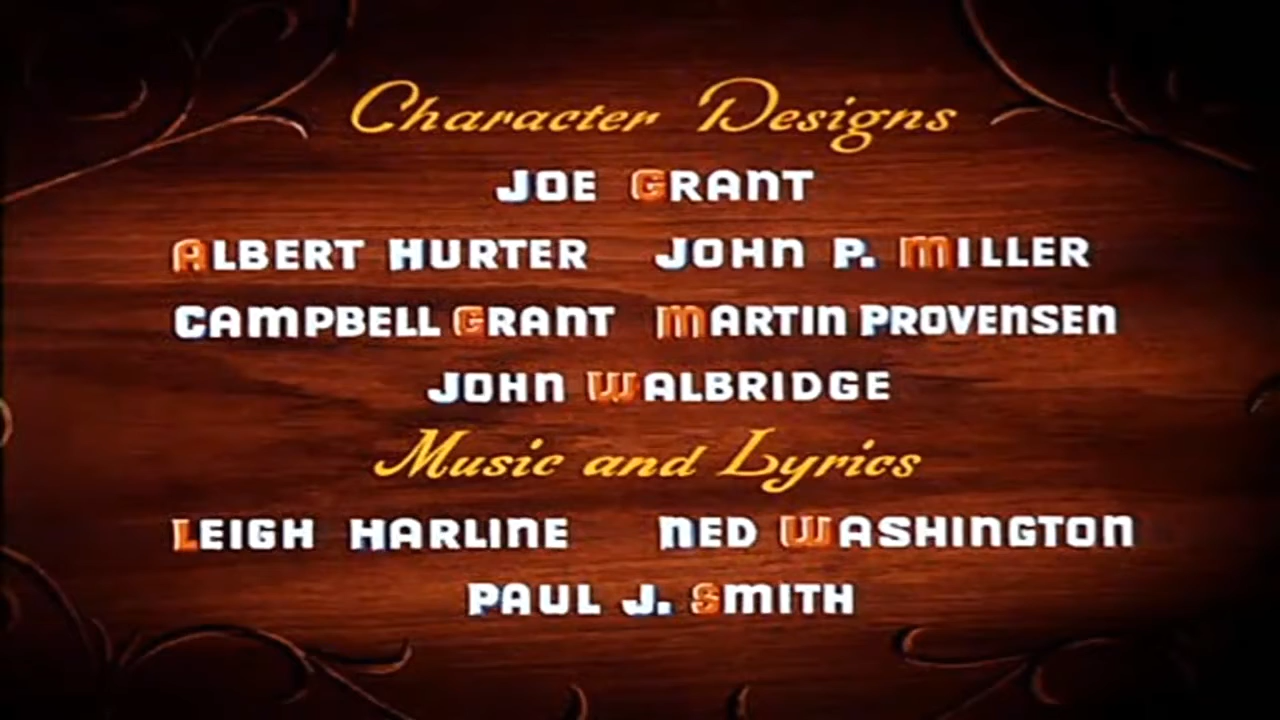 Character Designs
JOE GRANT
ALBERT HURTER JOHN P. MILLER
CAMPBELL GRANT MARTIN PROVENSEN
JOHN WALBRIDGE
Music and Lyrics
LEIGH HARLINE NED WASHINGTON
PAUL J. SMITH